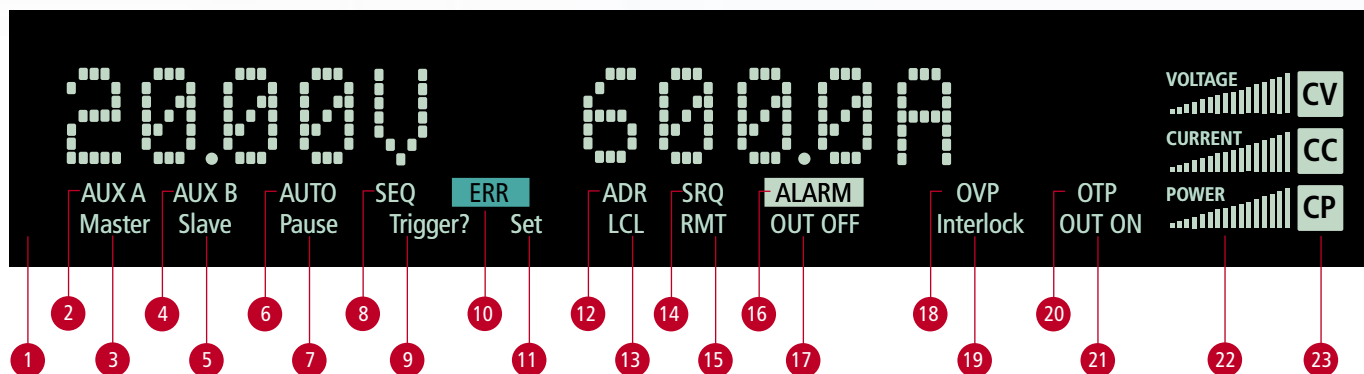 20.00V 600.0A
VOLTAGE CV
CURRENT CC
POWER CP
AUX A AUX B AUTO SEQ ERR ADR SRQ ALARM OVP OTP
Master Slave Pause Trigger? Set LCL RMT OUT OFF Interlock OUT ON
2 4 6 8 10 12 14 16 18 20
1 3 5 7 9 11 13 15 17 19 21 22 23